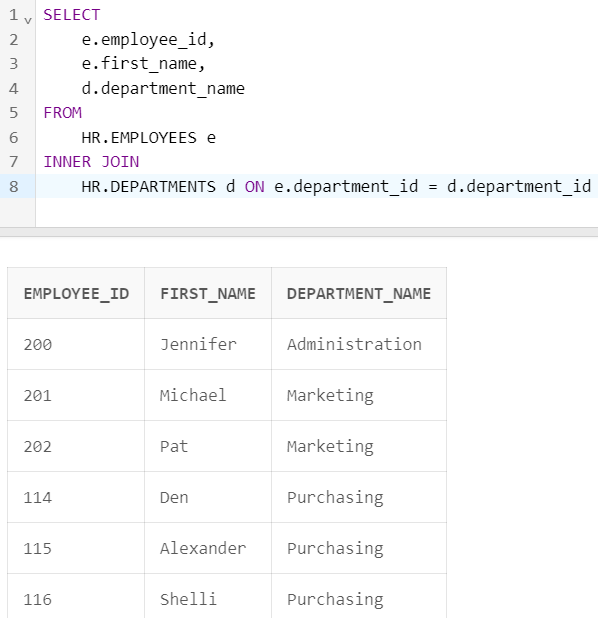 1 SELECT
2 e.employee_id,
3 e.first_name,
4 d.department_name
5 FROM
6 HR.EMPLOYEES e
7 INNER JOIN
8 HR.DEPARTMENTS d ON e.department_id = d.department_id
EMPLOYEE_ID FIRST_NAME DEPARTMENT_NAME
200 Jennifer Administration
201 Michael Marketing
202 Pat Marketing
114 Den Purchasing
115 Alexander Purchasing
116 Shelli Purchasing